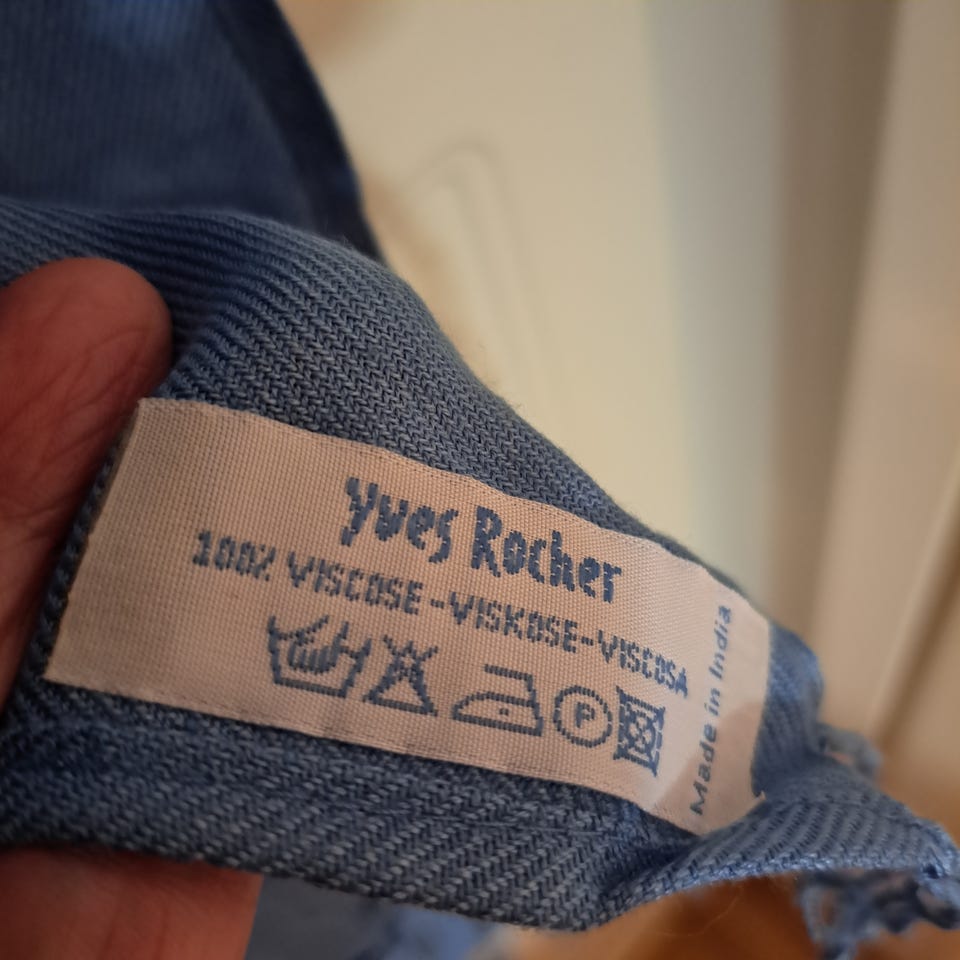 Yves Rocher
100% VISCOSE-VISKOSE-VISCOSA
P
Made in India